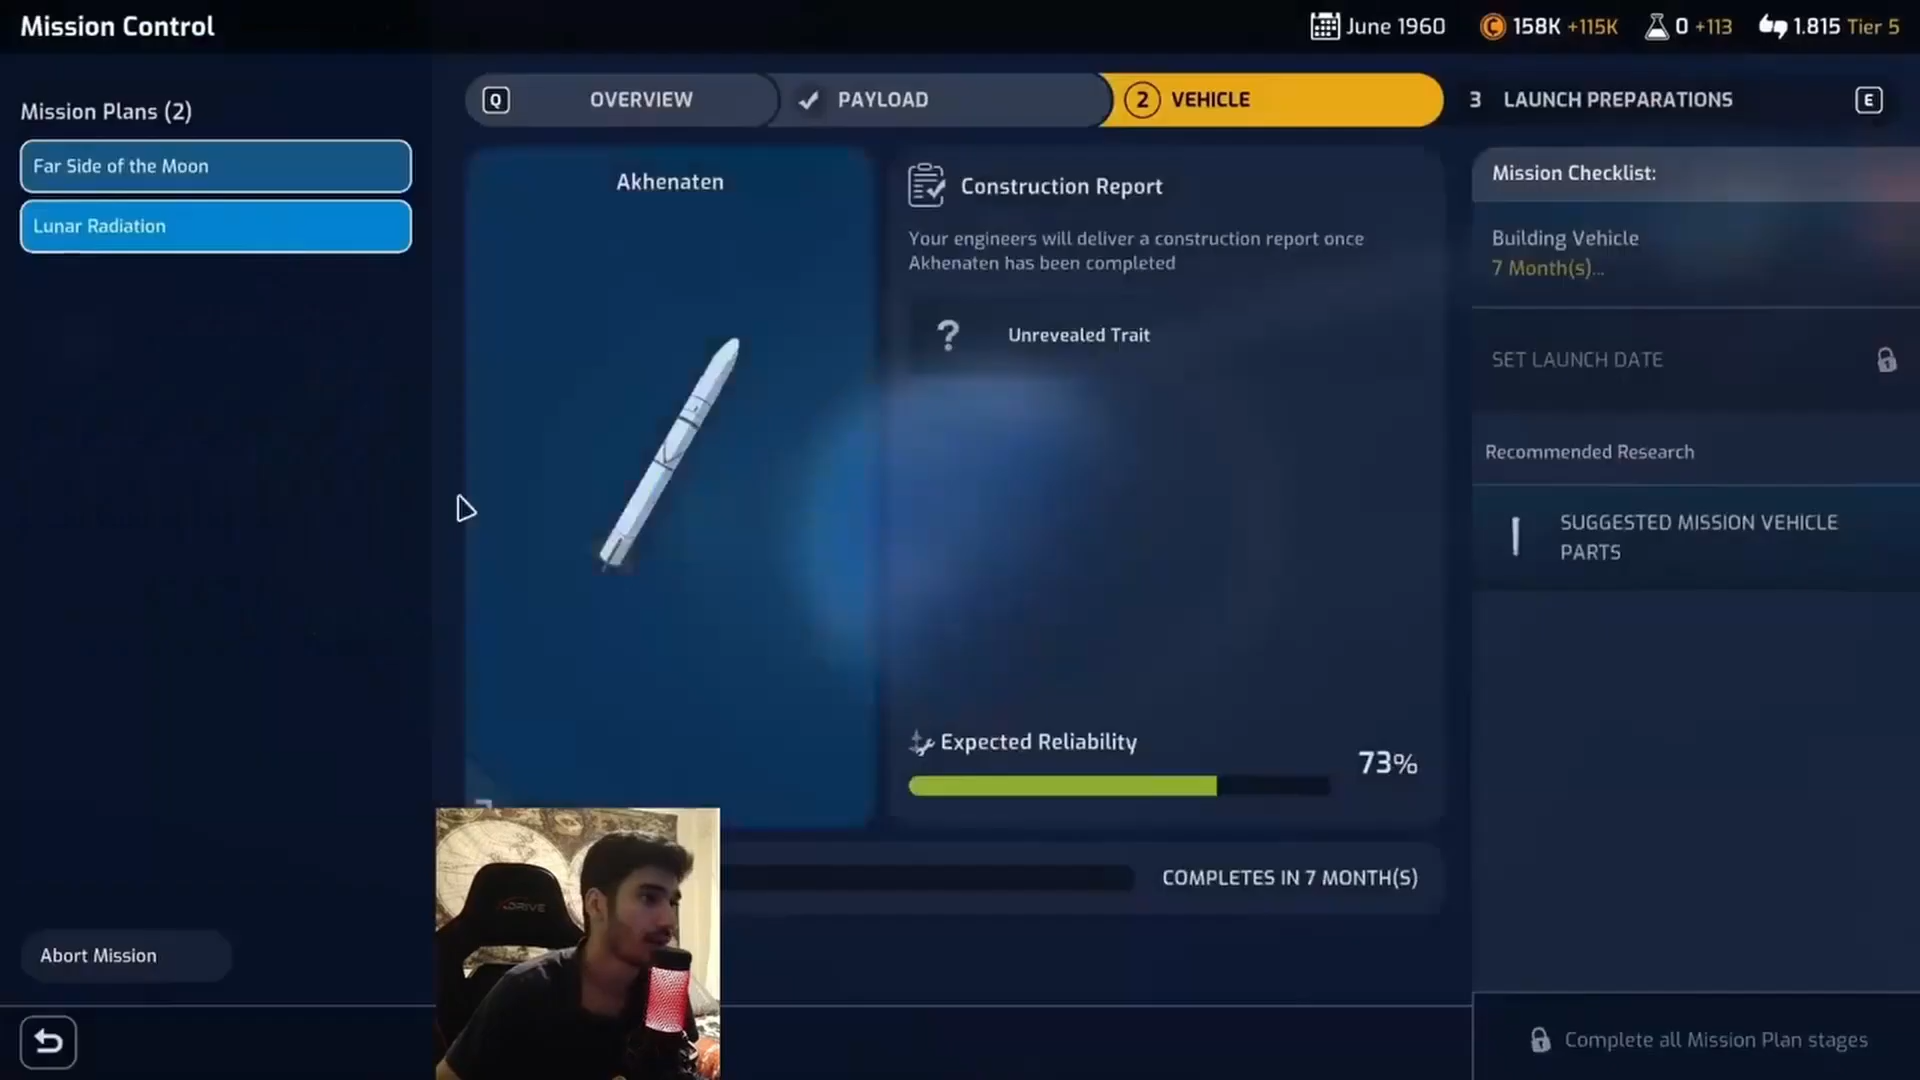 Mission Control
June 1960
158K +115K
0 +113
1.815 Tier 5
Mission Plans (2)
Far Side of the Moon
Lunar Radiation
Q
OVERVIEW
PAYLOAD
2 VEHICLE
3 LAUNCH PREPARATIONS
E
Akhenaten
Construction Report
Your engineers will deliver a construction report once
Akhenaten has been completed
? Unrevealed Trait
Expected Reliability
73%
COMPLETES IN 7 MONTH(S)
Mission Checklist:
Building Vehicle
7 Month(s)...
SET LAUNCH DATE
Recommended Research
SUGGESTED MISSION VEHICLE
PARTS
Abort Mission
Complete all Mission Plan stages